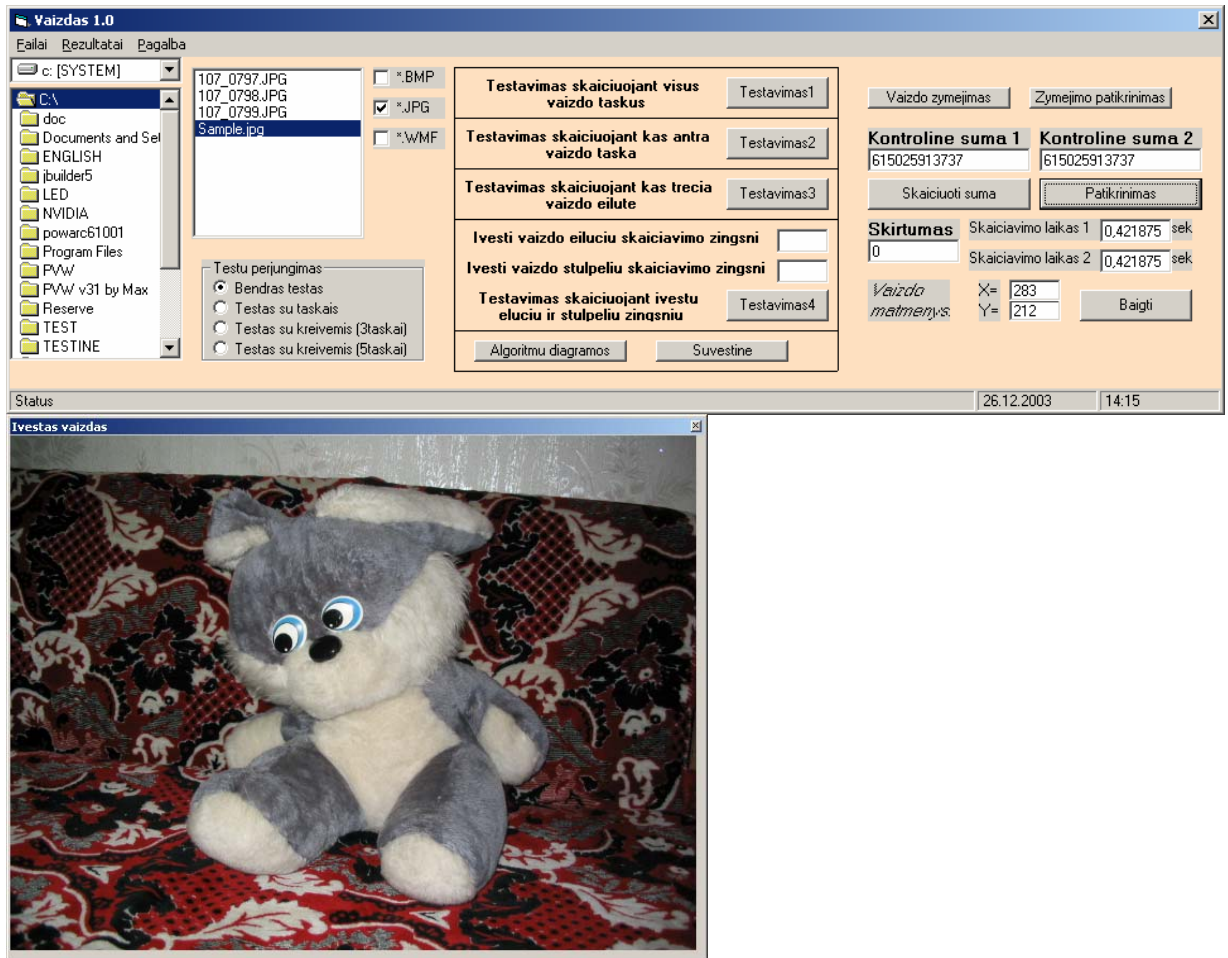 Vaizdas 1.0
Failai Rezultatai Pagalba
c: [SYSTEM]
C:\
doc
Documents and Set
ENGLISH
jbuilder5
LED
NVIDIA
powarc61001
Program Files
PVW
PVW v31 by Max
Reserve
TEST
TESTINE
107_0797.JPG
107_0798.JPG
107_0799.JPG
Sample.jpg
*.BMP
*.JPG
*.WMF
Testu perjungimas
Bendras testas
Testas su taskais
Testas su kreivemis (3taskai)
Testas su kreivemis (5taskai)
Testavimas skaiciuojant visus
vaizdo taskus
Testavimas1
Testavimas skaiciuojant kas antra
vaizdo taska
Testavimas2
Testavimas skaiciuojant kas trecia
vaizdo eilute
Testavimas3
Ivesti vaizdo eiluciu skaiciavimo zingsni
Ivesti vaizdo stulpeliu skaiciavimo zingsni
Testavimas skaiciuojant ivestu
eluciu ir stulpeliu zingsniu
Testavimas4
Algoritmu diagramos
Suvestine
Vaizdo zymejimas
Zymejimo patikrinimas
Kontroline suma 1
Kontroline suma 2
615025913737
615025913737
Skaiciuoti suma
Patikrinimas
Skirtumas
0
Skaiciavimo laikas 1 0,421875 sek
Skaiciavimo laikas 2 0,421875 sek
Vaizdo
matmenys:
X= 283
Y= 212
Baigti
Status
26.12.2003
14:15
Ivestas vaizdas